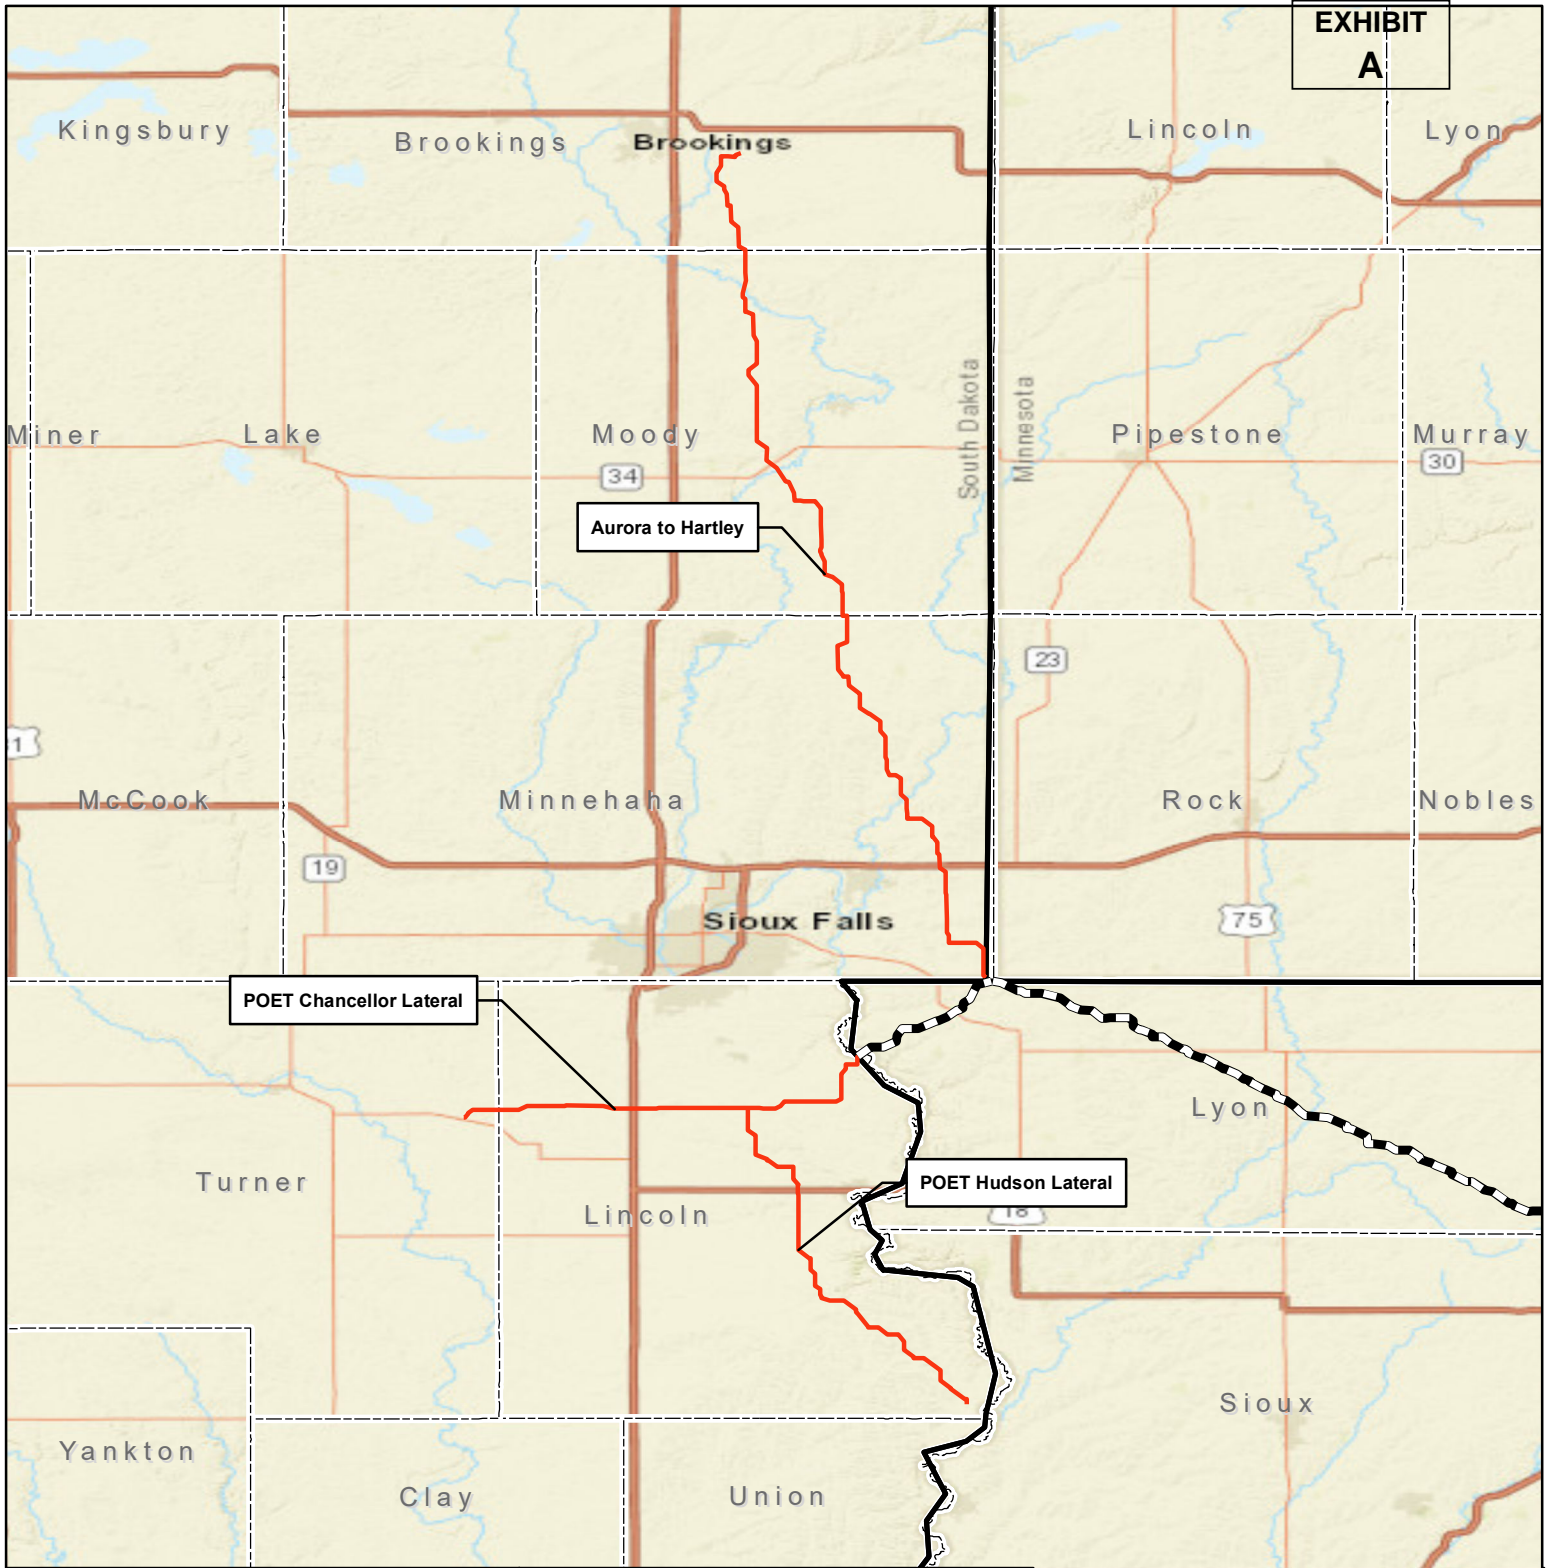 EXHIBIT
A
Kingsbury
Brookings
Brookings
Lincoln
Lyon
Miner
Lake
Moody
South Dakota
Minnesota
Pipestone
Murray
34
30
Aurora to Hartley
23
McCook
Minnehaha
Rock
Nobles
19
Sioux Falls
75
POET Chancellor Lateral
Lyon
Turner
POET Hudson Lateral
Lincoln
18
Sioux
Yankton
Clay
Union